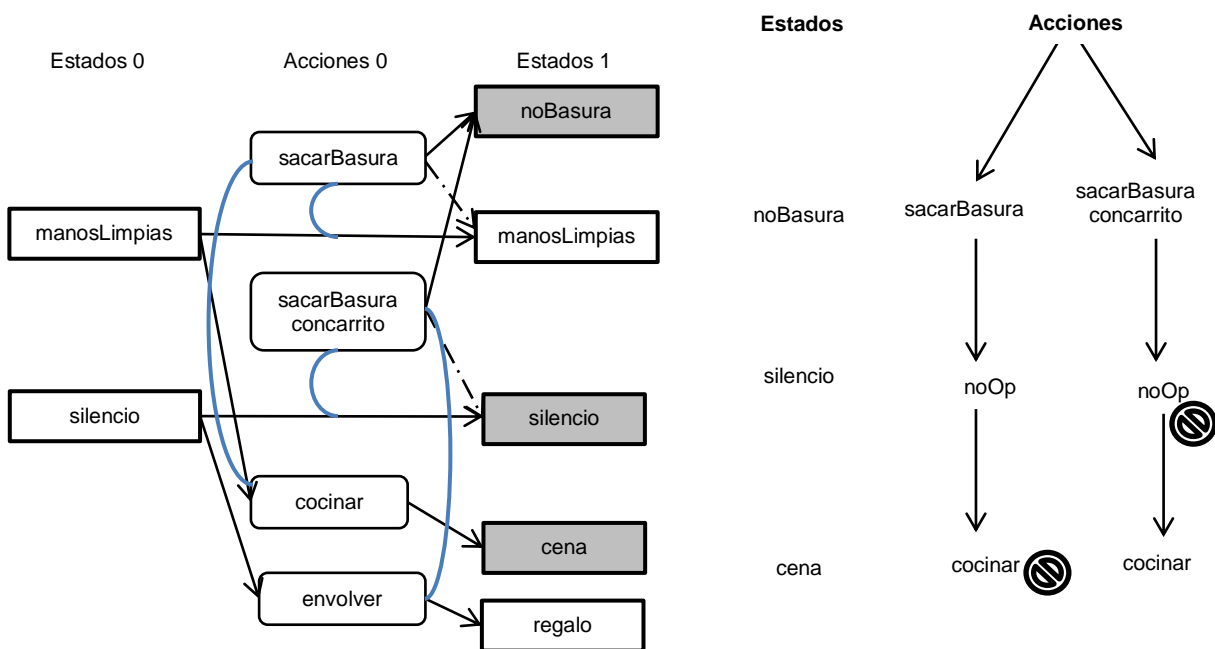 Estados 0
Acciones 0
Estados 1
noBasura
sacarBasura
manosLimpias
manosLimpias
sacarBasura
concarrito
silencio
silencio
cocinar
cena
envolver
regalo
Estados
Acciones
noBasura
sacarBasura
sacarBasura
concarrito
silencio
noOp
noOp
cena
cocinar
cocinar